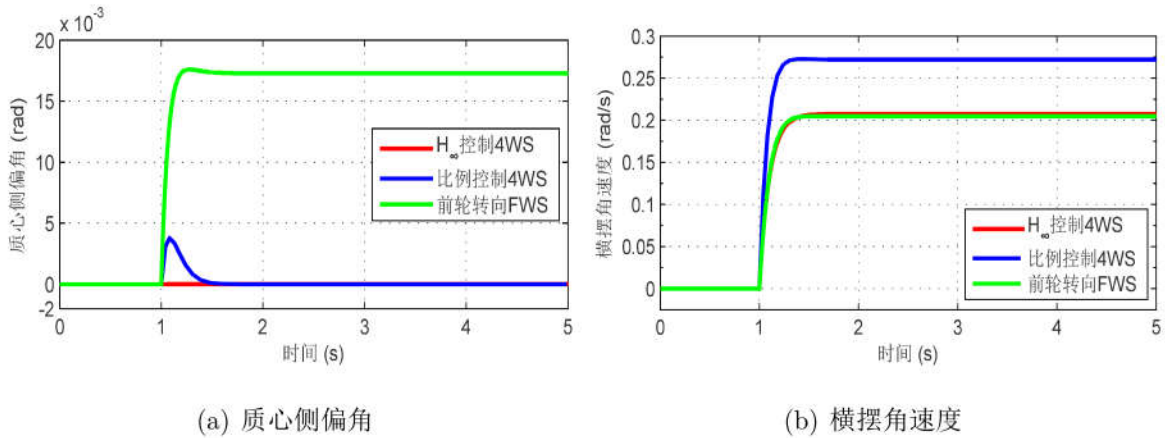 x 10⁻³
20
15
10
5
0
-2
0 1 2 3 4 5
质心侧偏角 (rad)
时间 (s)
H∞控制4WS
比例控制4WS
前轮转向FWS
(a) 质心侧偏角
0.3
0.25
0.2
0.15
0.1
0.05
0
0 1 2 3 4 5
横摆角速度 (rad/s)
时间 (s)
H∞控制4WS
比例控制4WS
前轮转向FWS
(b) 横摆角速度